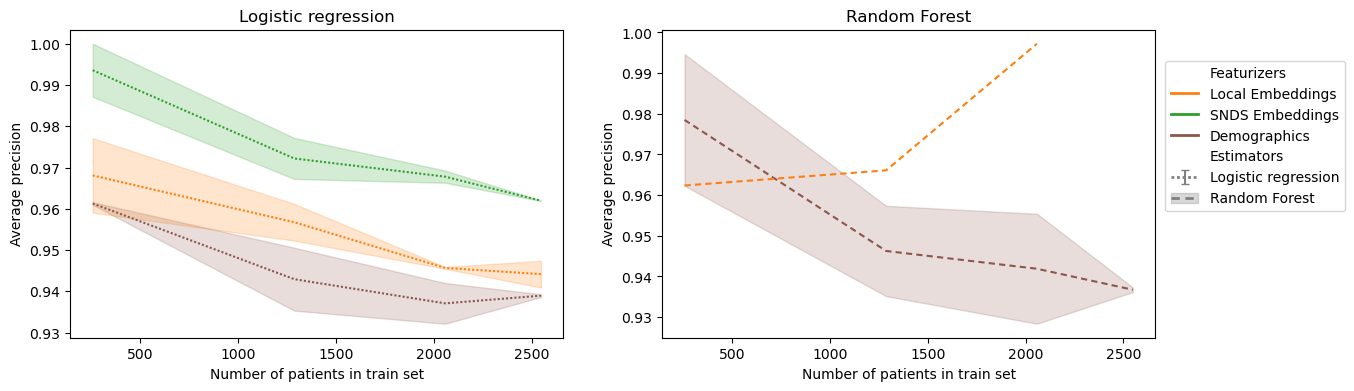 Logistic regression
Average precision
1.00
0.99
0.98
0.97
0.96
0.95
0.94
0.93
500
1000
1500
2000
2500
Number of patients in train set
Random Forest
Average precision
1.00
0.99
0.98
0.97
0.96
0.95
0.94
0.93
500
1000
1500
2000
2500
Number of patients in train set
Featurizers
Local Embeddings
SNDS Embeddings
Demographics
Estimators
Logistic regression
Random Forest